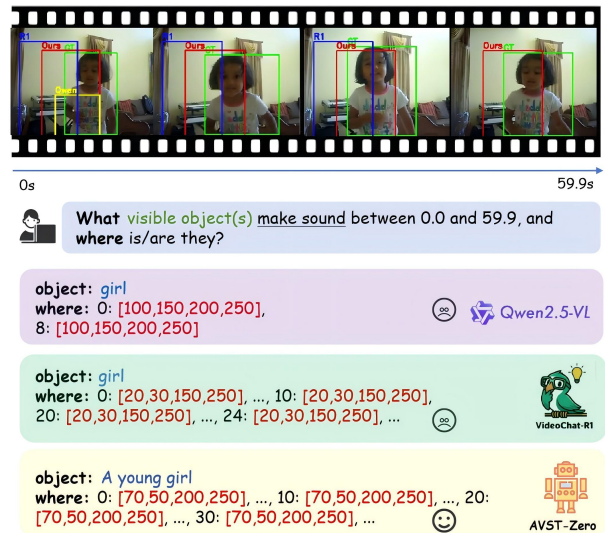 R1 Ours GT R1 Ours GT R1 Ours GT Ours GT
Qwen
0s 59.9s
What visible object(s) make sound between 0.0 and 59.9, and
where is/are they?
object: girl
where: 0: [100,150,200,250],
8: [100,150,200,250]
Qwen2.5-VL
object: girl
where: 0: [20,30,150,250], ..., 10: [20,30,150,250],
20: [20,30,150,250], ..., 24: [20,30,150,250], ...
VideoChat-R1
object: A young girl
where: 0: [70,50,200,250], ..., 10: [70,50,200,250], ..., 20:
[70,50,200,250], ..., 30: [70,50,200,250], ...
AVST-Zero